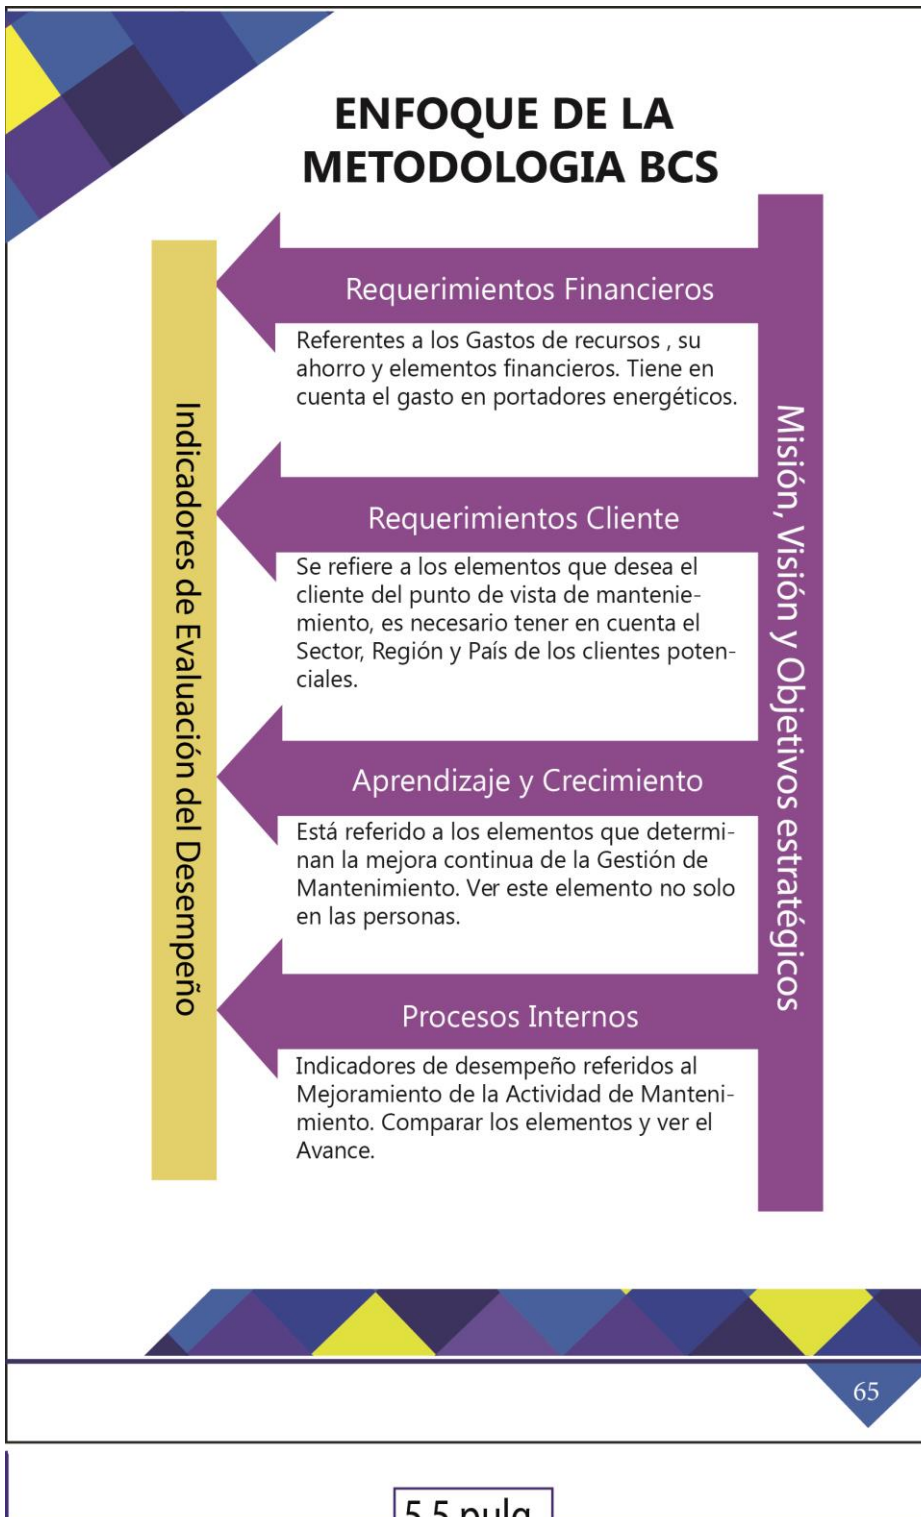 ENFOQUE DE LA
METODOLOGIA BCS
Requerimientos Financieros
Referentes a los Gastos de recursos , su
ahorro y elementos financieros. Tiene en
cuenta el gasto en portadores energéticos.
Requerimientos Cliente
Se refiere a los elementos que desea el
cliente del punto de vista de mantenie-
miento, es necesario tener en cuenta el
Sector, Región y País de los clientes poten-
ciales.
Aprendizaje y Crecimiento
Está referido a los elementos que determi-
nan la mejora continua de la Gestión de
Mantenimiento. Ver este elemento no solo
en las personas.
Procesos Internos
Indicadores de desempeño referidos al
Mejoramiento de la Actividad de Manteni-
miento. Comparar los elementos y ver el
Avance.
Indicadores de Evaluación del Desempeño
Misión, Visión y Objetivos estratégicos
65
5.5 pulg